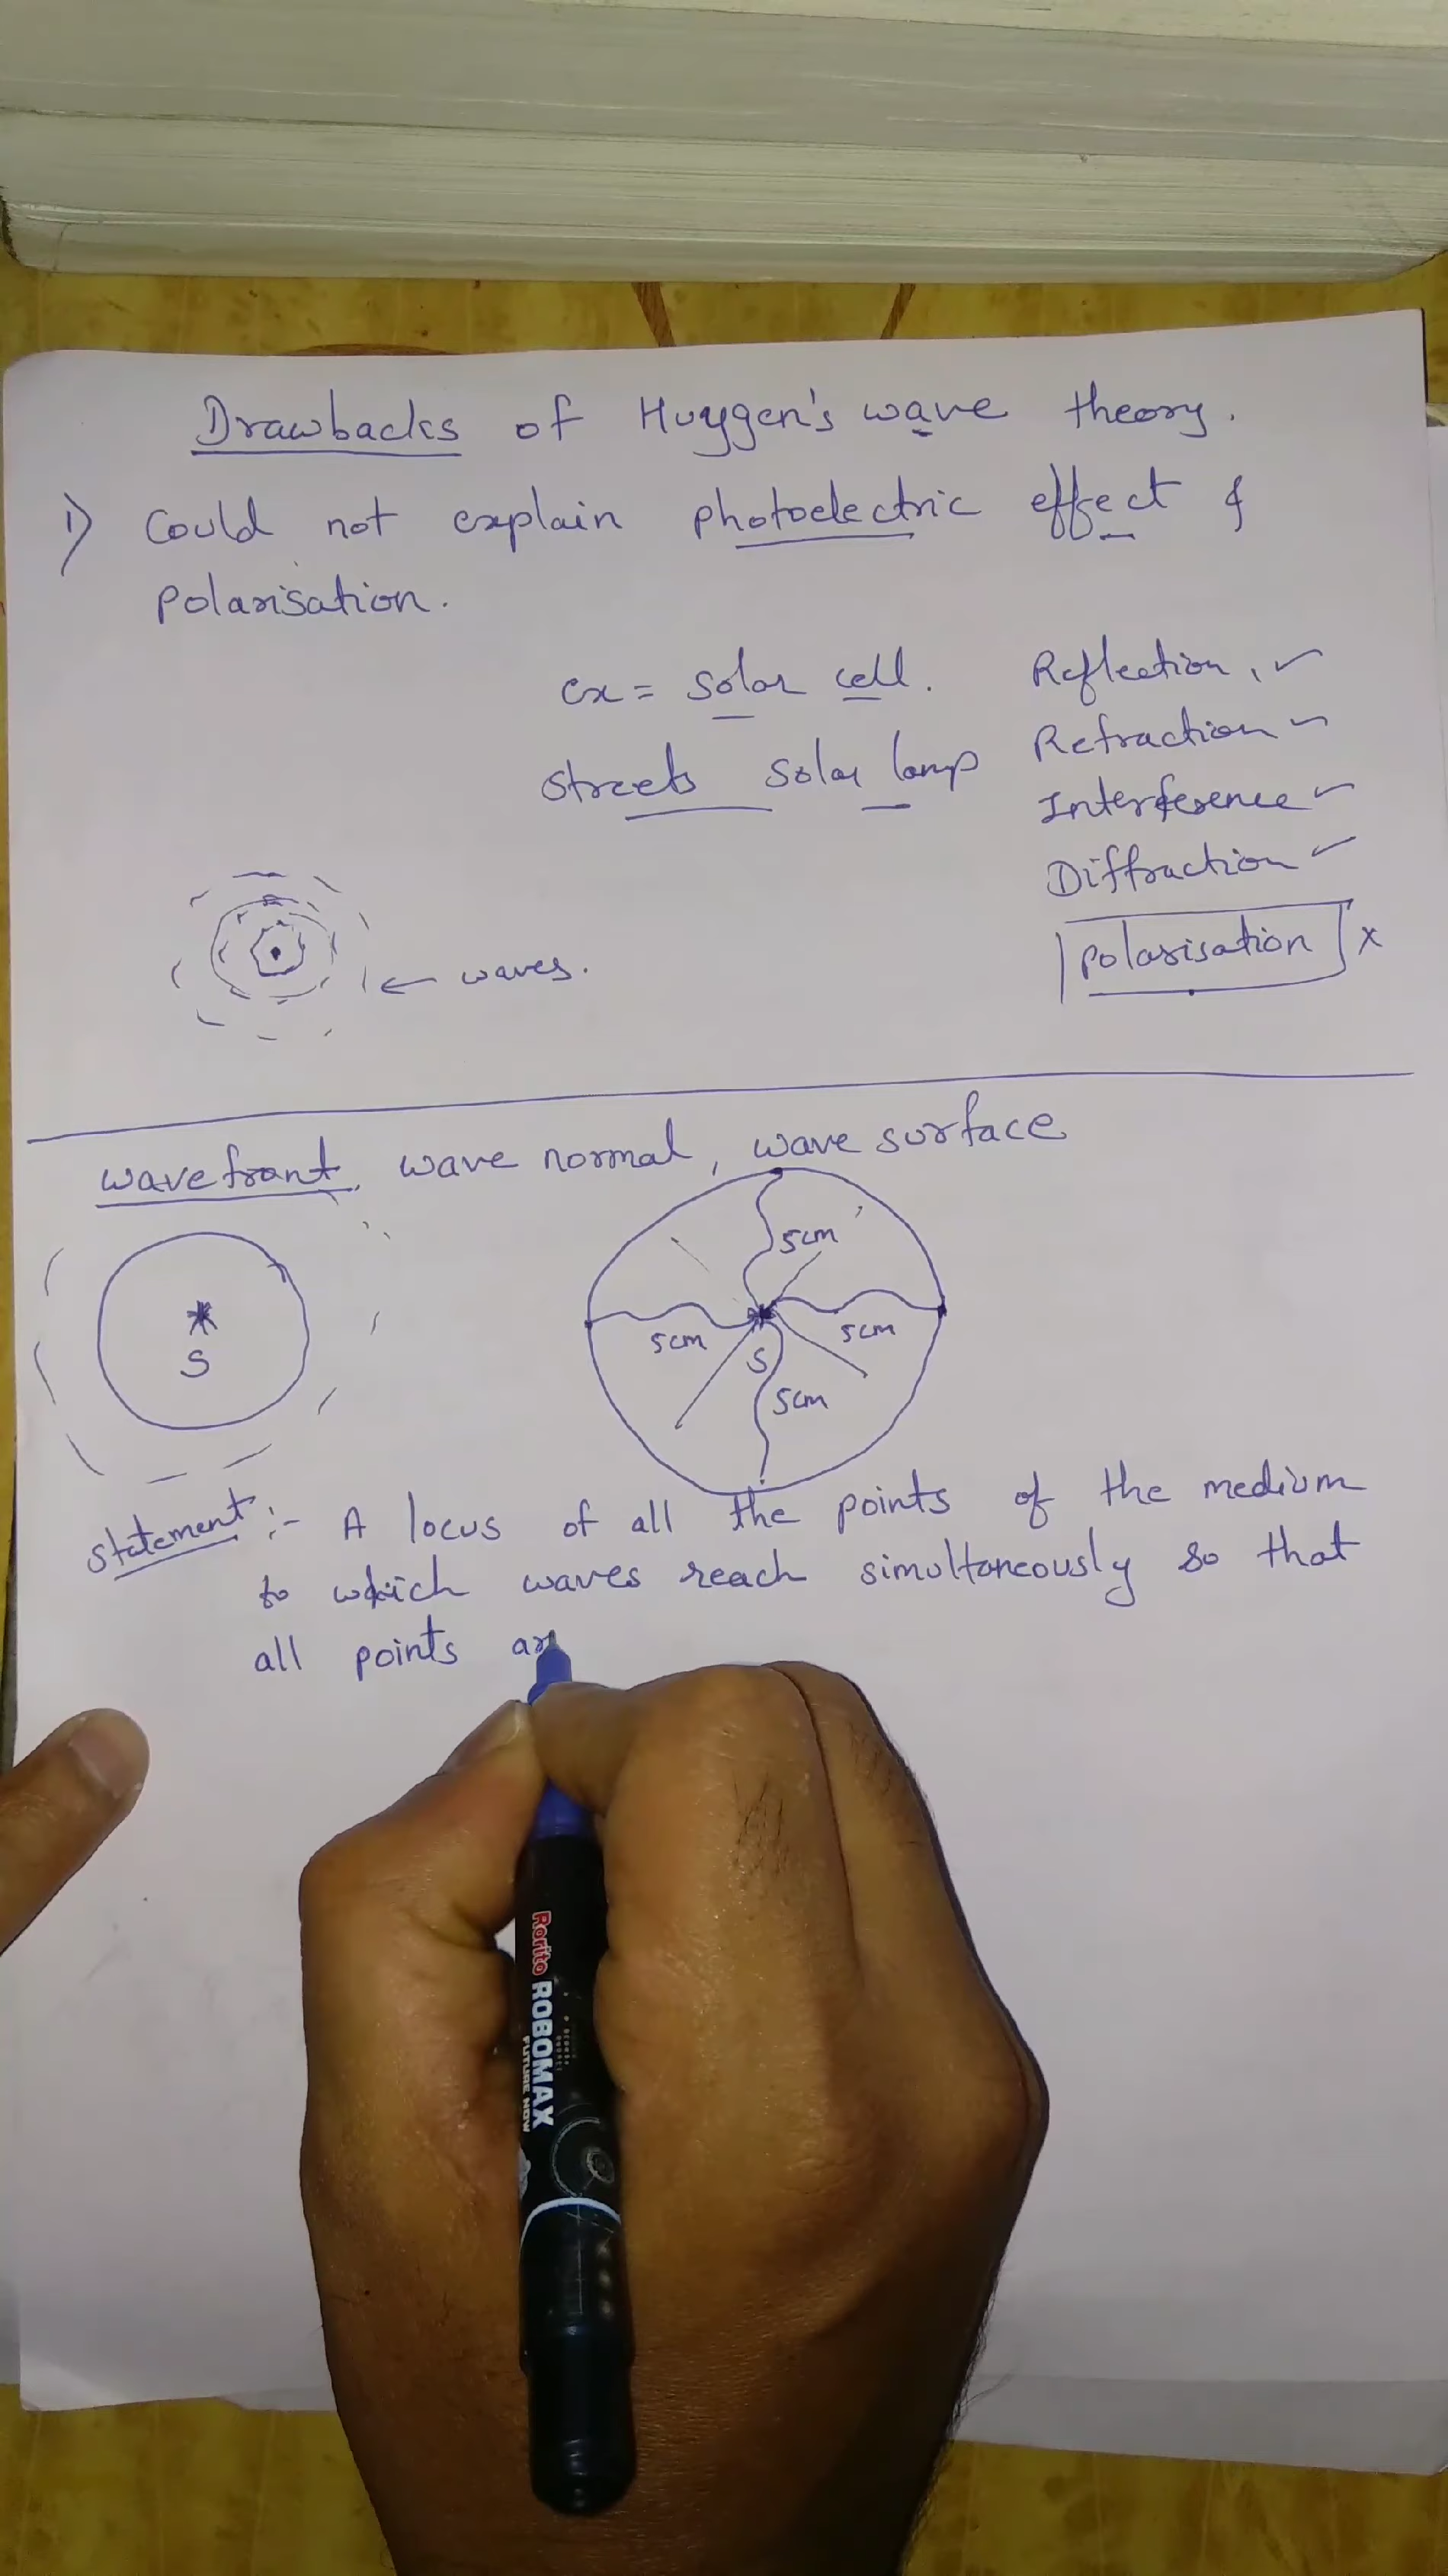 Drawbacks of Huygen's wave theory.
1) Could not explain photoelectric effect &
polarisation.
ex = solar cell.
streets solar lamp
Reflection, ✓
Refraction ✓
Interference ✓
Diffraction ✓
polarisation x
← waves.
wavefront, wave normal, wave surface
S
5cm
5cm
5cm
S
5cm
statement :- A locus of all the points of the medium
to which waves reach simultaneously so that
all points ar
Rorito ROBOMAX
FUTURE NOW